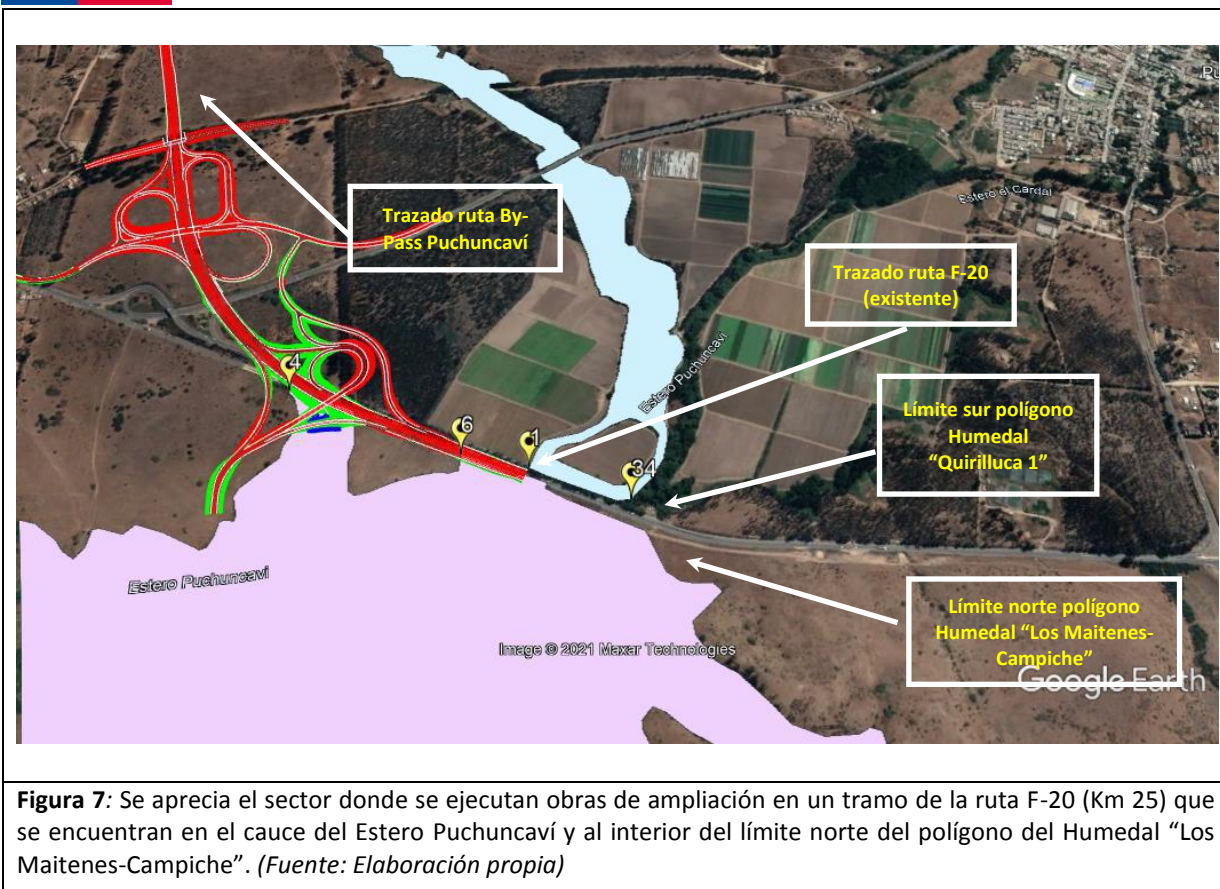 Pu
Estero el Cardal
Trazado ruta By-
Pass Puchuncaví
Trazado ruta F-20
(existente)
Estero Puchuncavi
Límite sur polígono
Humedal
“Quirilluca 1”
4
6
1
34
Estero Puchuncavi
Límite norte polígono
Humedal “Los Maitenes-
Campiche”
Image © 2021 Maxar Technologies
Google Earth
Figura 7: Se aprecia el sector donde se ejecutan obras de ampliación en un tramo de la ruta F-20 (Km 25) que
se encuentran en el cauce del Estero Puchuncaví y al interior del límite norte del polígono del Humedal “Los
Maitenes-Campiche”. (Fuente: Elaboración propia)